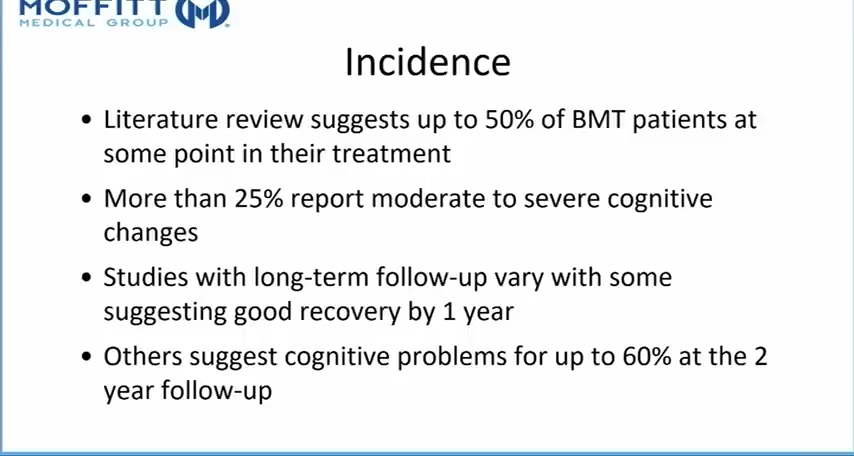 MOFFITT
MEDICAL GROUP
Incidence
• Literature review suggests up to 50% of BMT patients at
some point in their treatment
• More than 25% report moderate to severe cognitive
changes
• Studies with long-term follow-up vary with some
suggesting good recovery by 1 year
• Others suggest cognitive problems for up to 60% at the 2
year follow-up